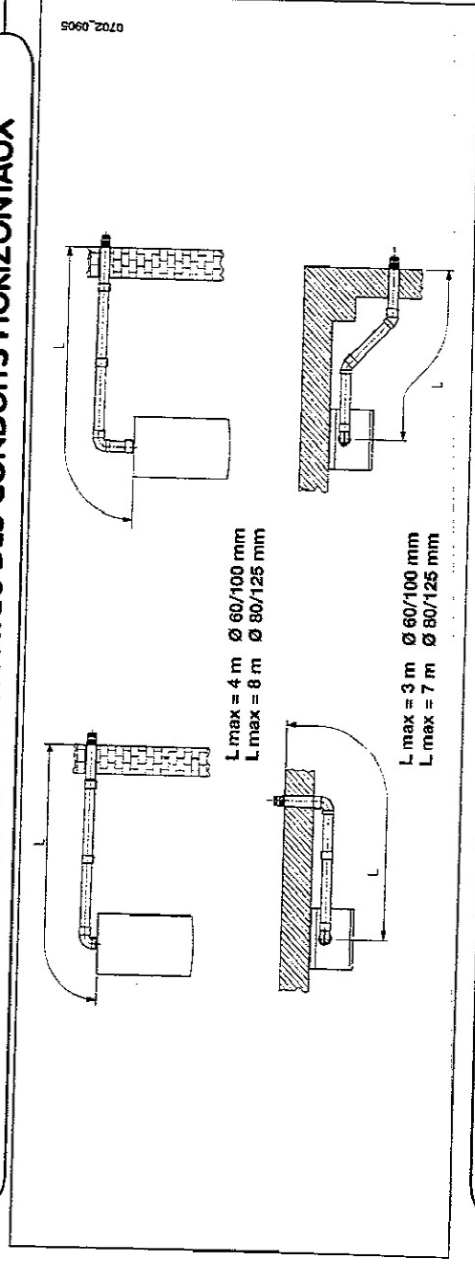 DES CONDUITS HORIZONTAUX
0702_0905
L
L
L max = 4 m Ø 60/100 mm
L max = 8 m Ø 80/125 mm
L
L
L max = 3 m Ø 60/100 mm
L max = 7 m Ø 80/125 mm